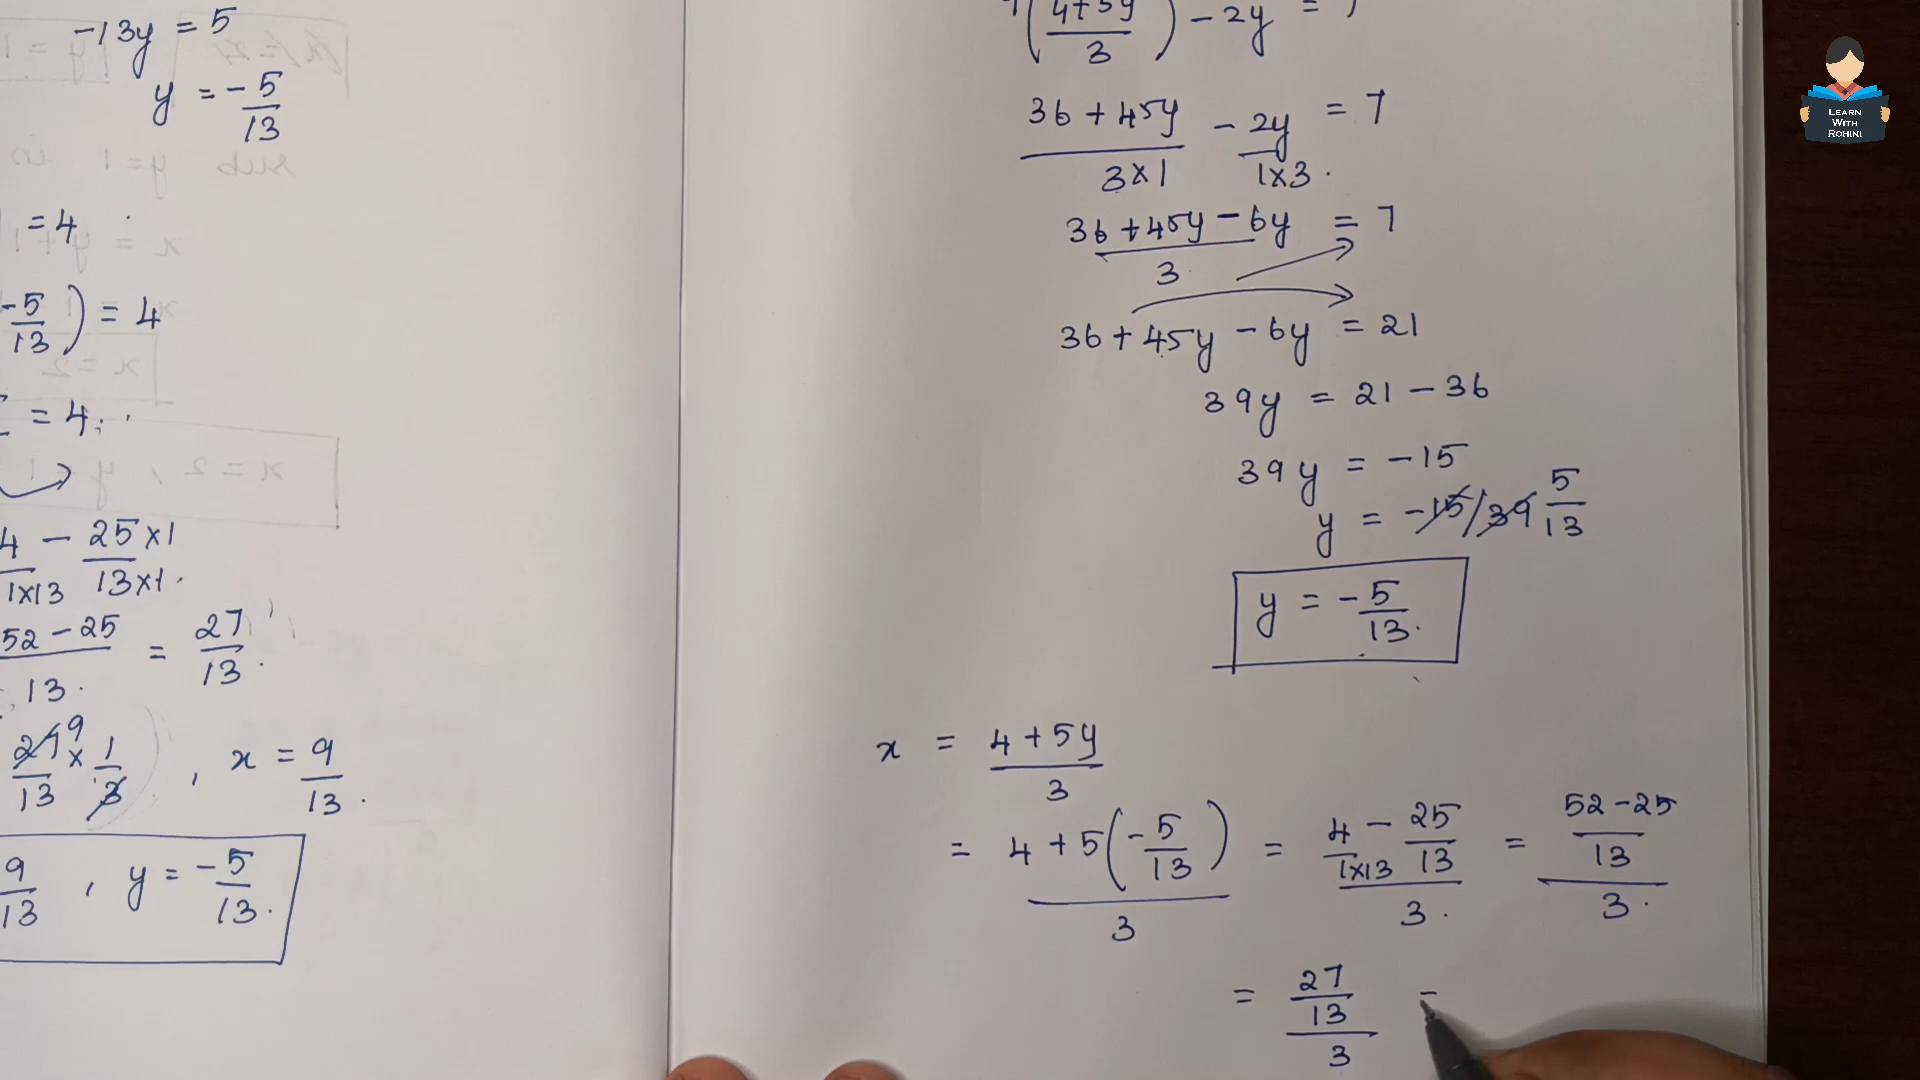 -13y = 5
y = -5/13
= 4
-5/13) = 4
= 4
4/1×13 - 25×1/13×1
52-25/13 = 27/13
27 9/13 × 1/3, x = 9/13
9/13, y = -5/13
(4+5y/3) - 2y =
36+45y/3×1 - 2y/1×3 = 7
36+45y-6y/3 = 7
36+45y-6y = 21
39y = 21-36
39y = -15
y = -15/39 5/13
y = -5/13
x = 4+5y/3
= 4+5(-5/13)/3 = 4/1×13 - 25/13/3 = 52-25/13/3
= 27/13/3 =
LEARN
WITH
ROHINI